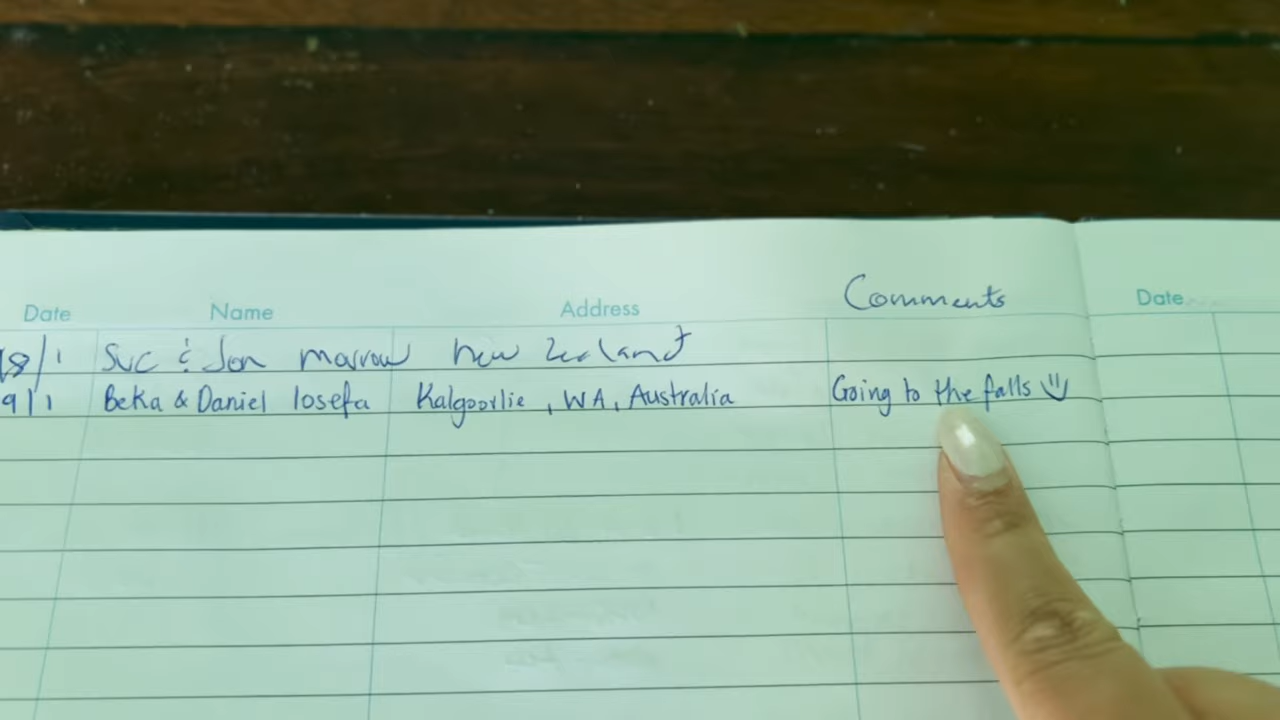 Date Name Address Comments Date
18/1 Suc & Jon marrow new Zealand
9/1 Beka & Daniel Iosefa Kalgoorlie, WA, Australia Going to the falls